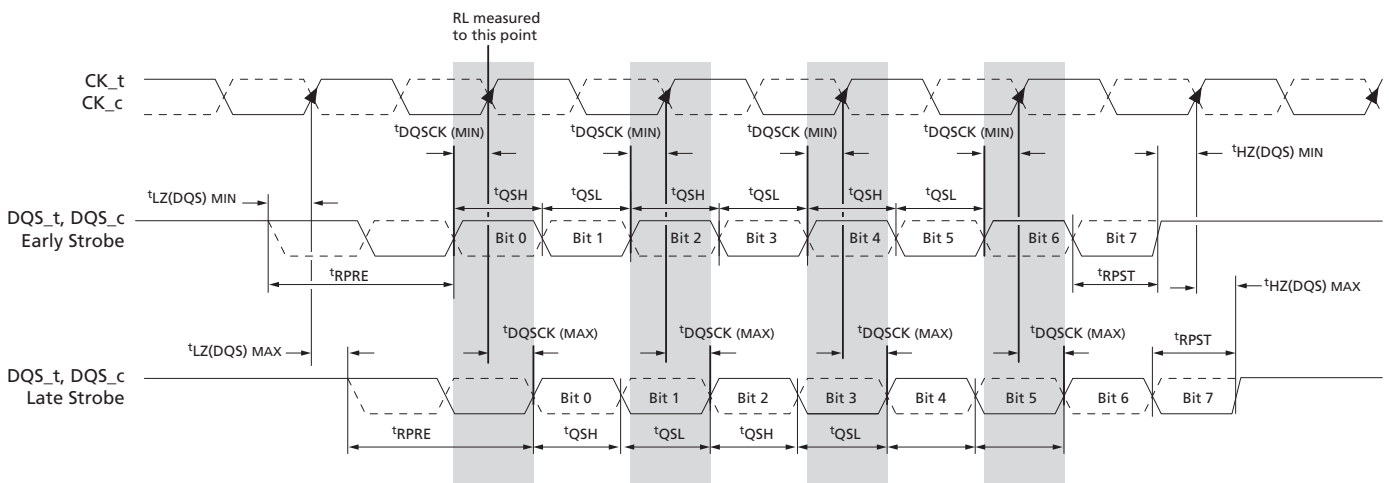 RL measured
to this point
CK_t
CK_c
tDQSCK (MIN) tDQSCK (MIN) tDQSCK (MIN) tDQSCK (MIN)
tHZ(DQS) MIN
tLZ(DQS) MIN
tQSH tQSL tQSH tQSL tQSH tQSL
DQS_t, DQS_c
Early Strobe
Bit 0 Bit 1 Bit 2 Bit 3 Bit 4 Bit 5 Bit 6 Bit 7
tRPRE
tRPST
tHZ(DQS) MAX
tDQSCK (MAX) tDQSCK (MAX) tDQSCK (MAX) tDQSCK (MAX)
tRPST
tLZ(DQS) MAX
DQS_t, DQS_c
Late Strobe
Bit 0 Bit 1 Bit 2 Bit 3 Bit 4 Bit 5 Bit 6 Bit 7
tRPRE
tQSH tQSL tQSH tQSL